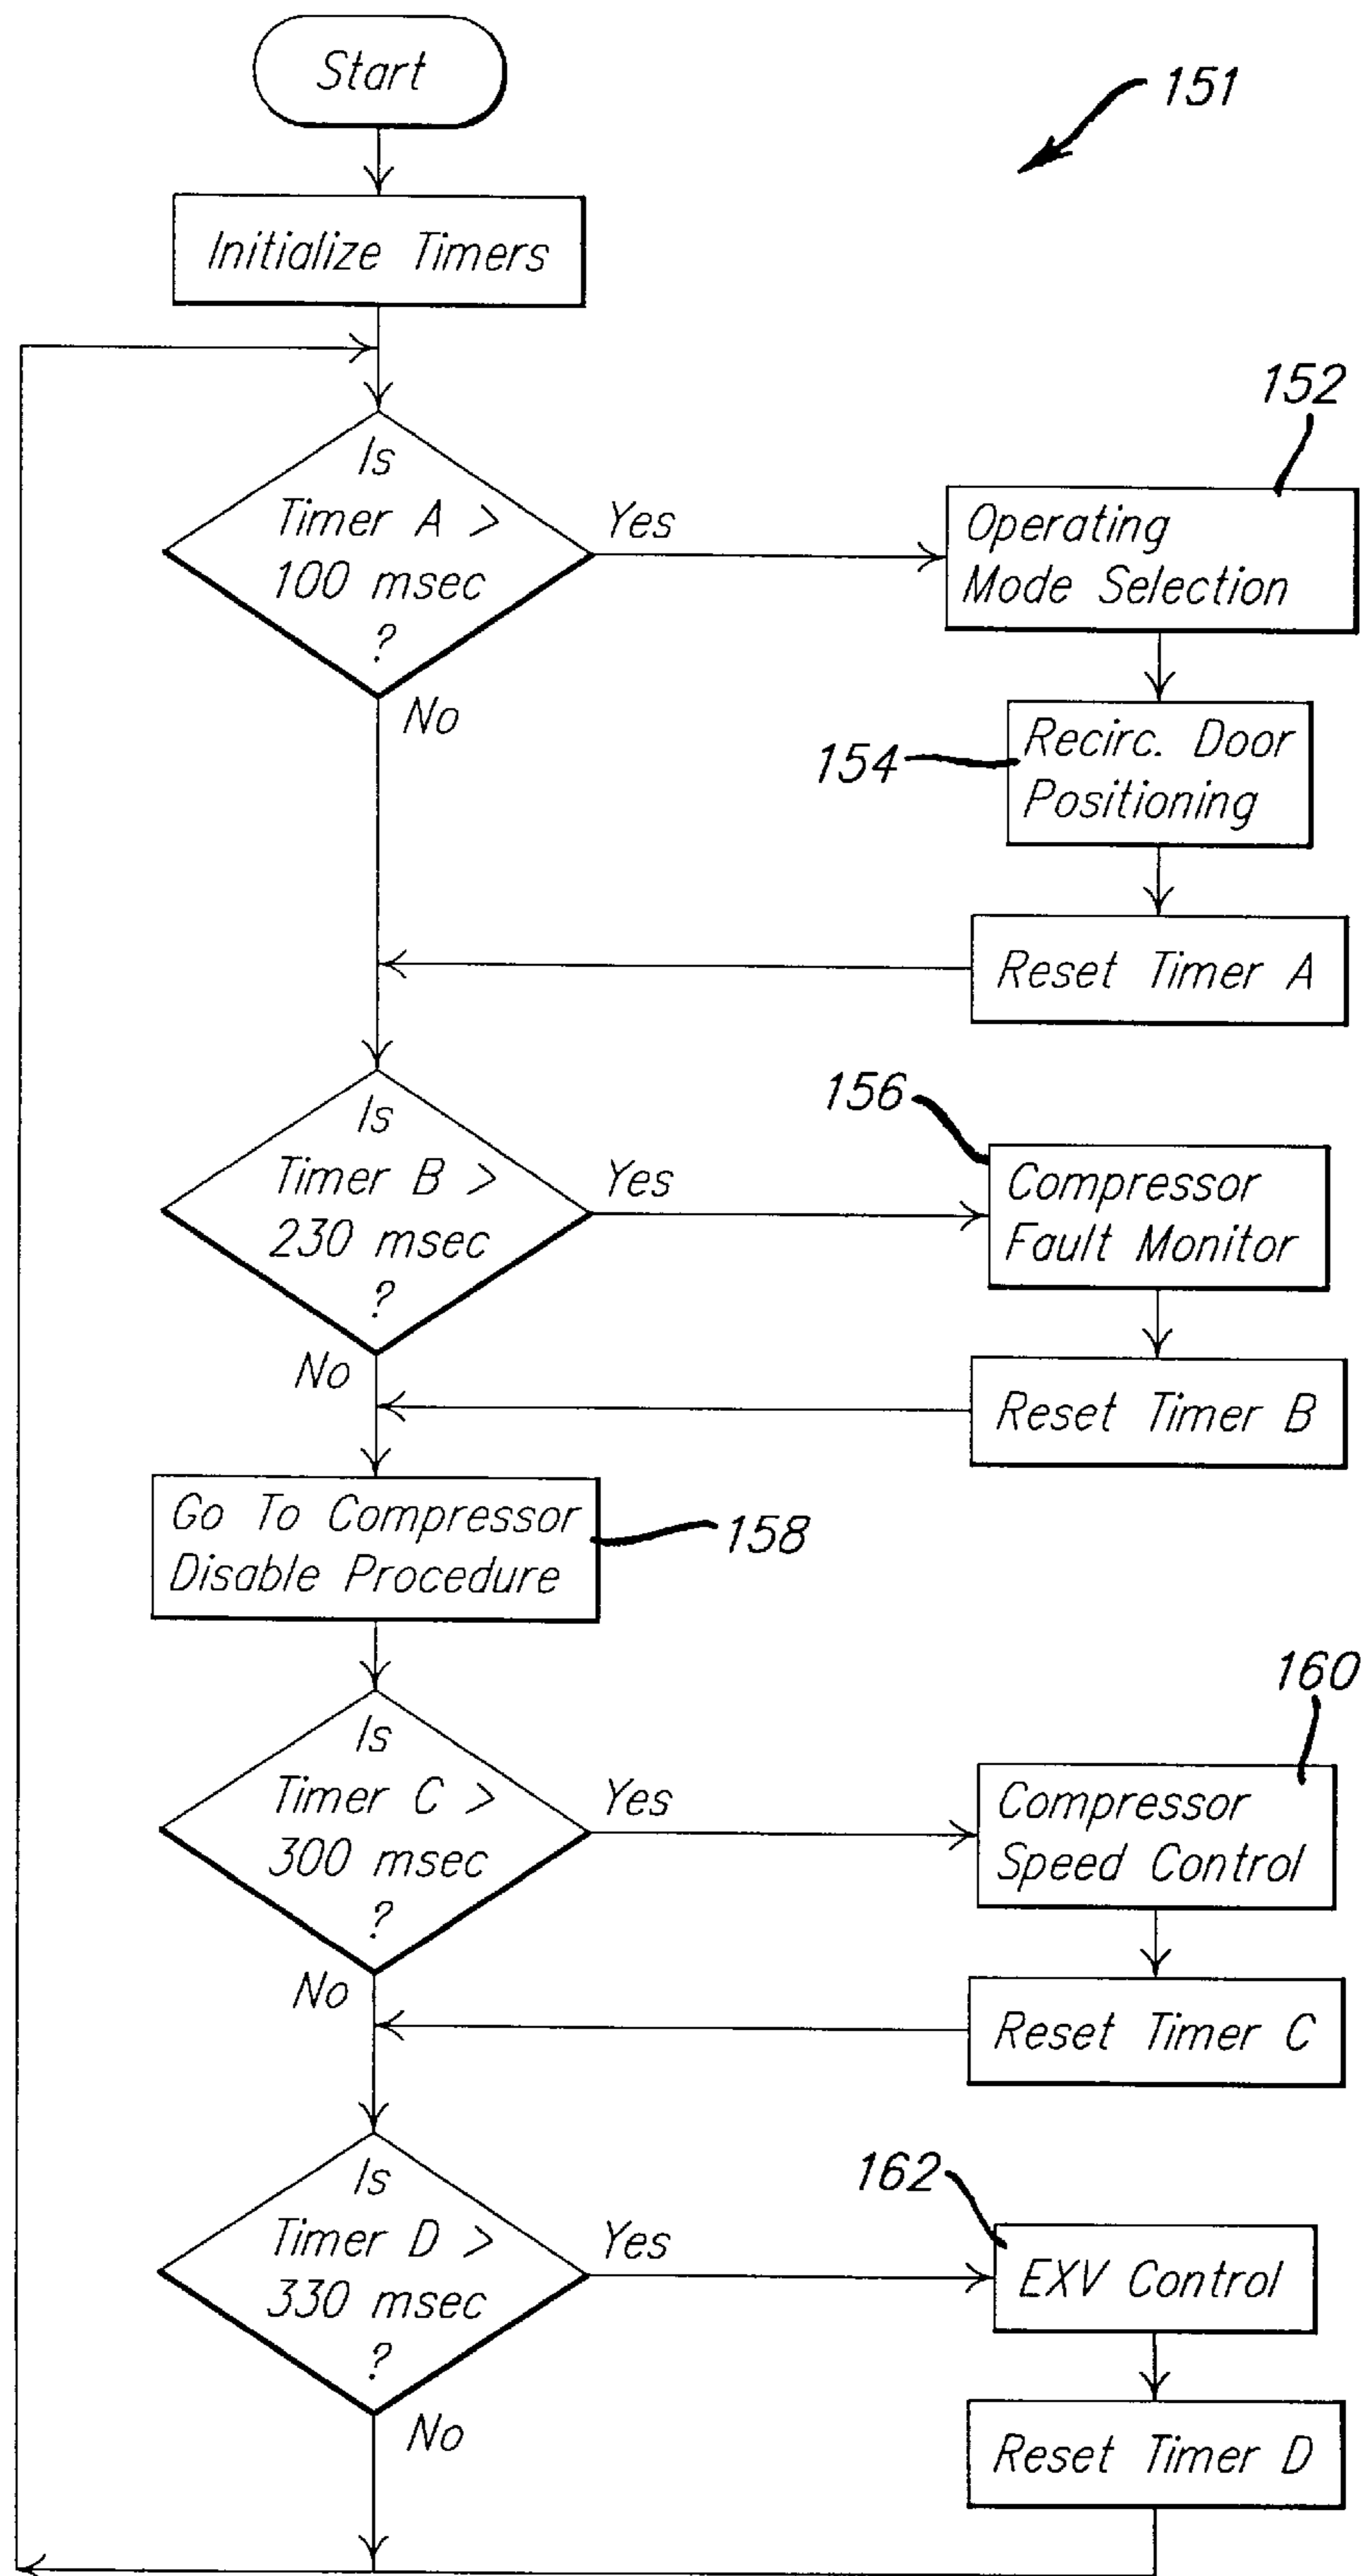 Start
151
Initialize Timers
152
Is
Timer A >
100 msec
?
Yes
No
Operating
Mode Selection
154
Recirc. Door
Positioning
Reset Timer A
156
Is
Timer B >
230 msec
?
Yes
No
Compressor
Fault Monitor
Reset Timer B
Go To Compressor
Disable Procedure
158
160
Is
Timer C >
300 msec
?
Yes
No
Compressor
Speed Control
Reset Timer C
162
Is
Timer D >
330 msec
?
Yes
No
EXV Control
Reset Timer D